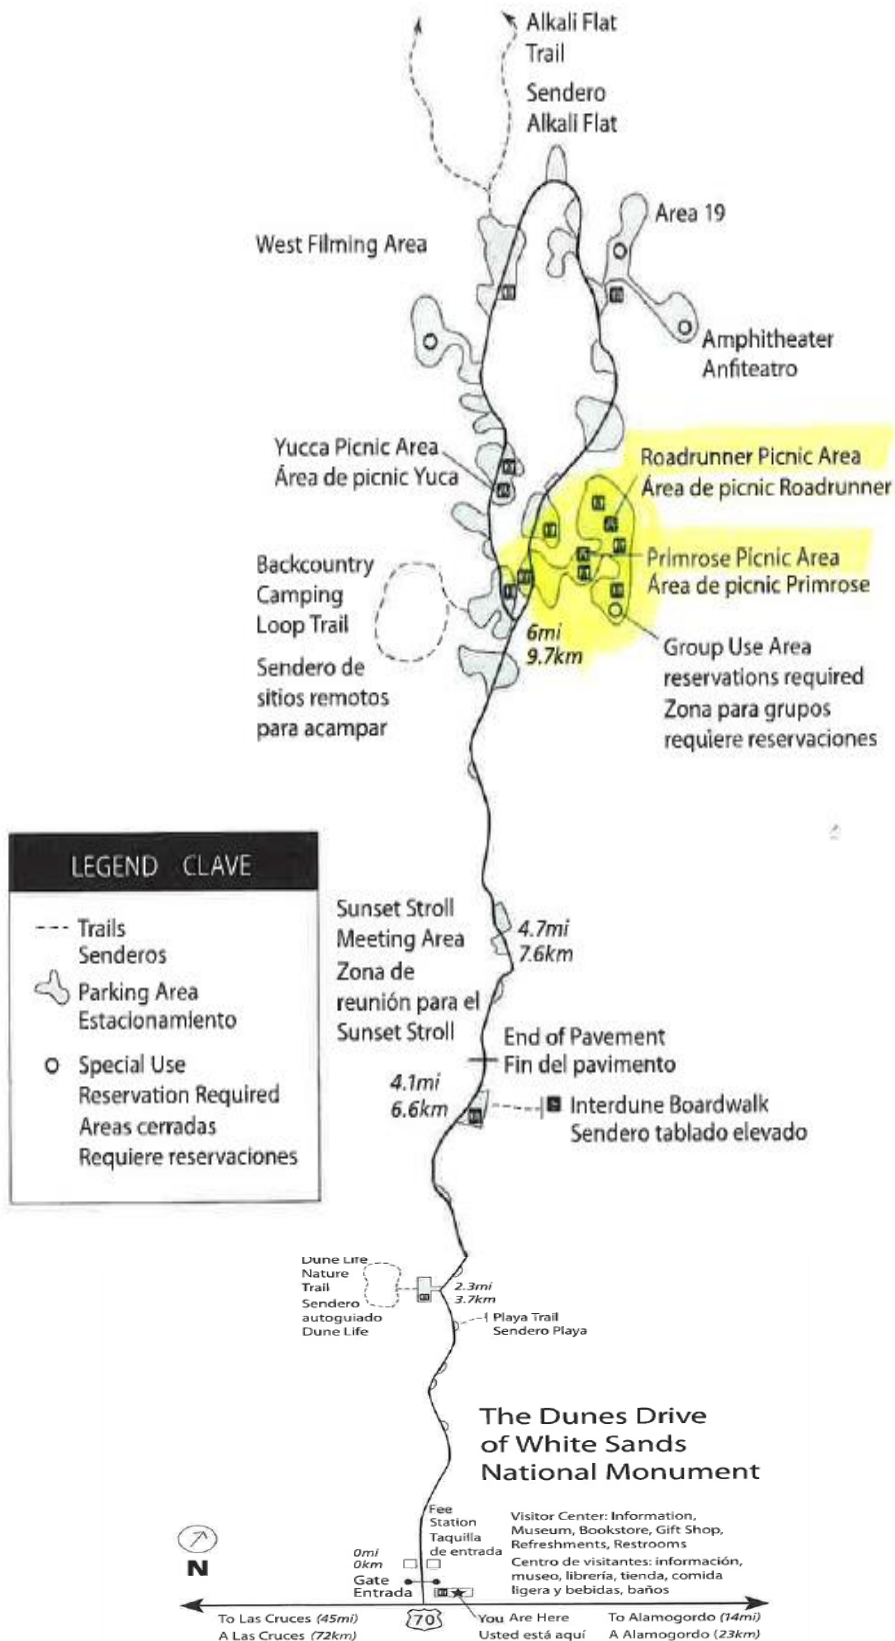 Alkali Flat
Trail
Sendero
Alkali Flat
Area 19
West Filming Area
Amphitheater
Anfiteatro
Yucca Picnic Area
Área de picnic Yuca
Roadrunner Picnic Area
Área de picnic Roadrunner
Primrose Picnic Area
Área de picnic Primrose
Backcountry
Camping
Loop Trail
Sendero de
sitios remotos
para acampar
6mi
9.7km
Group Use Area
reservations required
Zona para grupos
requiere reservaciones
LEGEND CLAVE
Trails
Senderos
Parking Area
Estacionamiento
Special Use
Reservation Required
Areas cerradas
Requiere reservaciones
Sunset Stroll
Meeting Area
Zona de
reunión para el
Sunset Stroll
4.7mi
7.6km
End of Pavement
Fin del pavimento
4.1mi
6.6km
Interdune Boardwalk
Sendero tablado elevado
Dune Life
Nature
Trail
Sendero
autoguiado
Dune Life
2.3mi
3.7km
Playa Trail
Sendero Playa
The Dunes Drive
of White Sands
National Monument
Fee
Station
Taquilla
de entrada
Visitor Center: Information,
Museum, Bookstore, Gift Shop,
Refreshments, Restrooms
Centro de visitantes: información,
museo, librería, tienda, comida
ligera y bebidas, baños
N
0mi
0km
Gate
Entrada
To Las Cruces (45mi)
A Las Cruces (72km)
70
You Are Here
Usted está aquí
To Alamogordo (14mi)
A Alamogordo (23km)